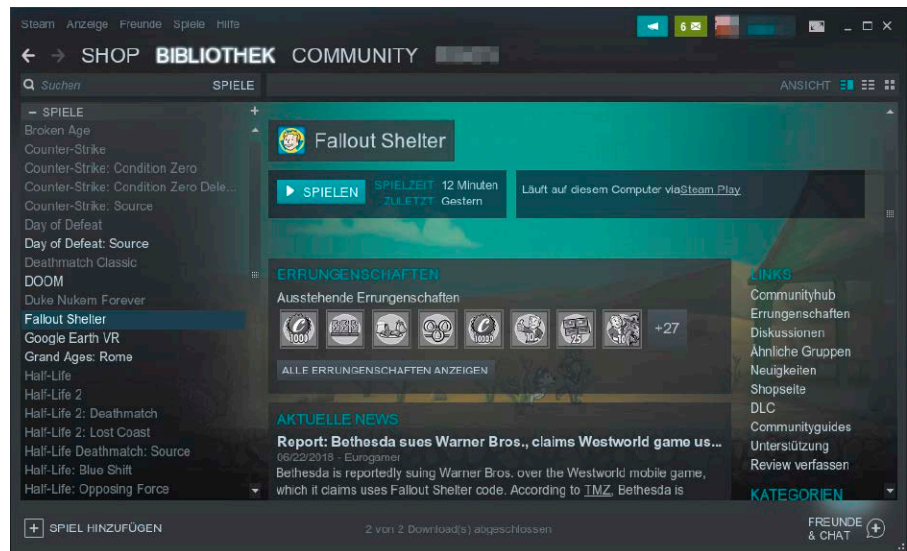 Steam Anzeige Freunde Spiele Hilfe
6
SHOP BIBLIOTHEK COMMUNITY
Suchen SPIELE ANSICHT
– SPIELE +
Broken Age
Counter-Strike
Counter-Strike: Condition Zero
Counter-Strike: Condition Zero Dele...
Counter-Strike: Source
Day of Defeat
Day of Defeat: Source
Deathmatch Classic
DOOM
Duke Nukem Forever
Fallout Shelter
Google Earth VR
Grand Ages: Rome
Half-Life
Half-Life 2
Half-Life 2: Deathmatch
Half-Life 2: Lost Coast
Half-Life Deathmatch: Source
Half-Life: Blue Shift
Half-Life: Opposing Force
Fallout Shelter
SPIELEN
SPIELZEIT 12 Minuten
ZULETZT Gestern
Läuft auf diesem Computer viaSteam Play
ERRUNGENSCHAFTEN
Ausstehende Errungenschaften
+27
ALLE ERRUNGENSCHAFTEN ANZEIGEN
AKTUELLE NEWS
Report: Bethesda sues Warner Bros., claims Westworld game us...
06/22/2018 - Eurogamer
Bethesda is reportedly suing Warner Bros. over the Westworld mobile game,
which it claims uses Fallout Shelter code. According to TMZ, Bethesda is
LINKS
Communityhub
Errungenschaften
Diskussionen
Ähnliche Gruppen
Neuigkeiten
Shopseite
DLC
Communityguides
Unterstützung
Review verfassen
KATEGORIEN
+ SPIEL HINZUFÜGEN
2 von 2 Download(s) abgeschlossen
FREUNDE
& CHAT